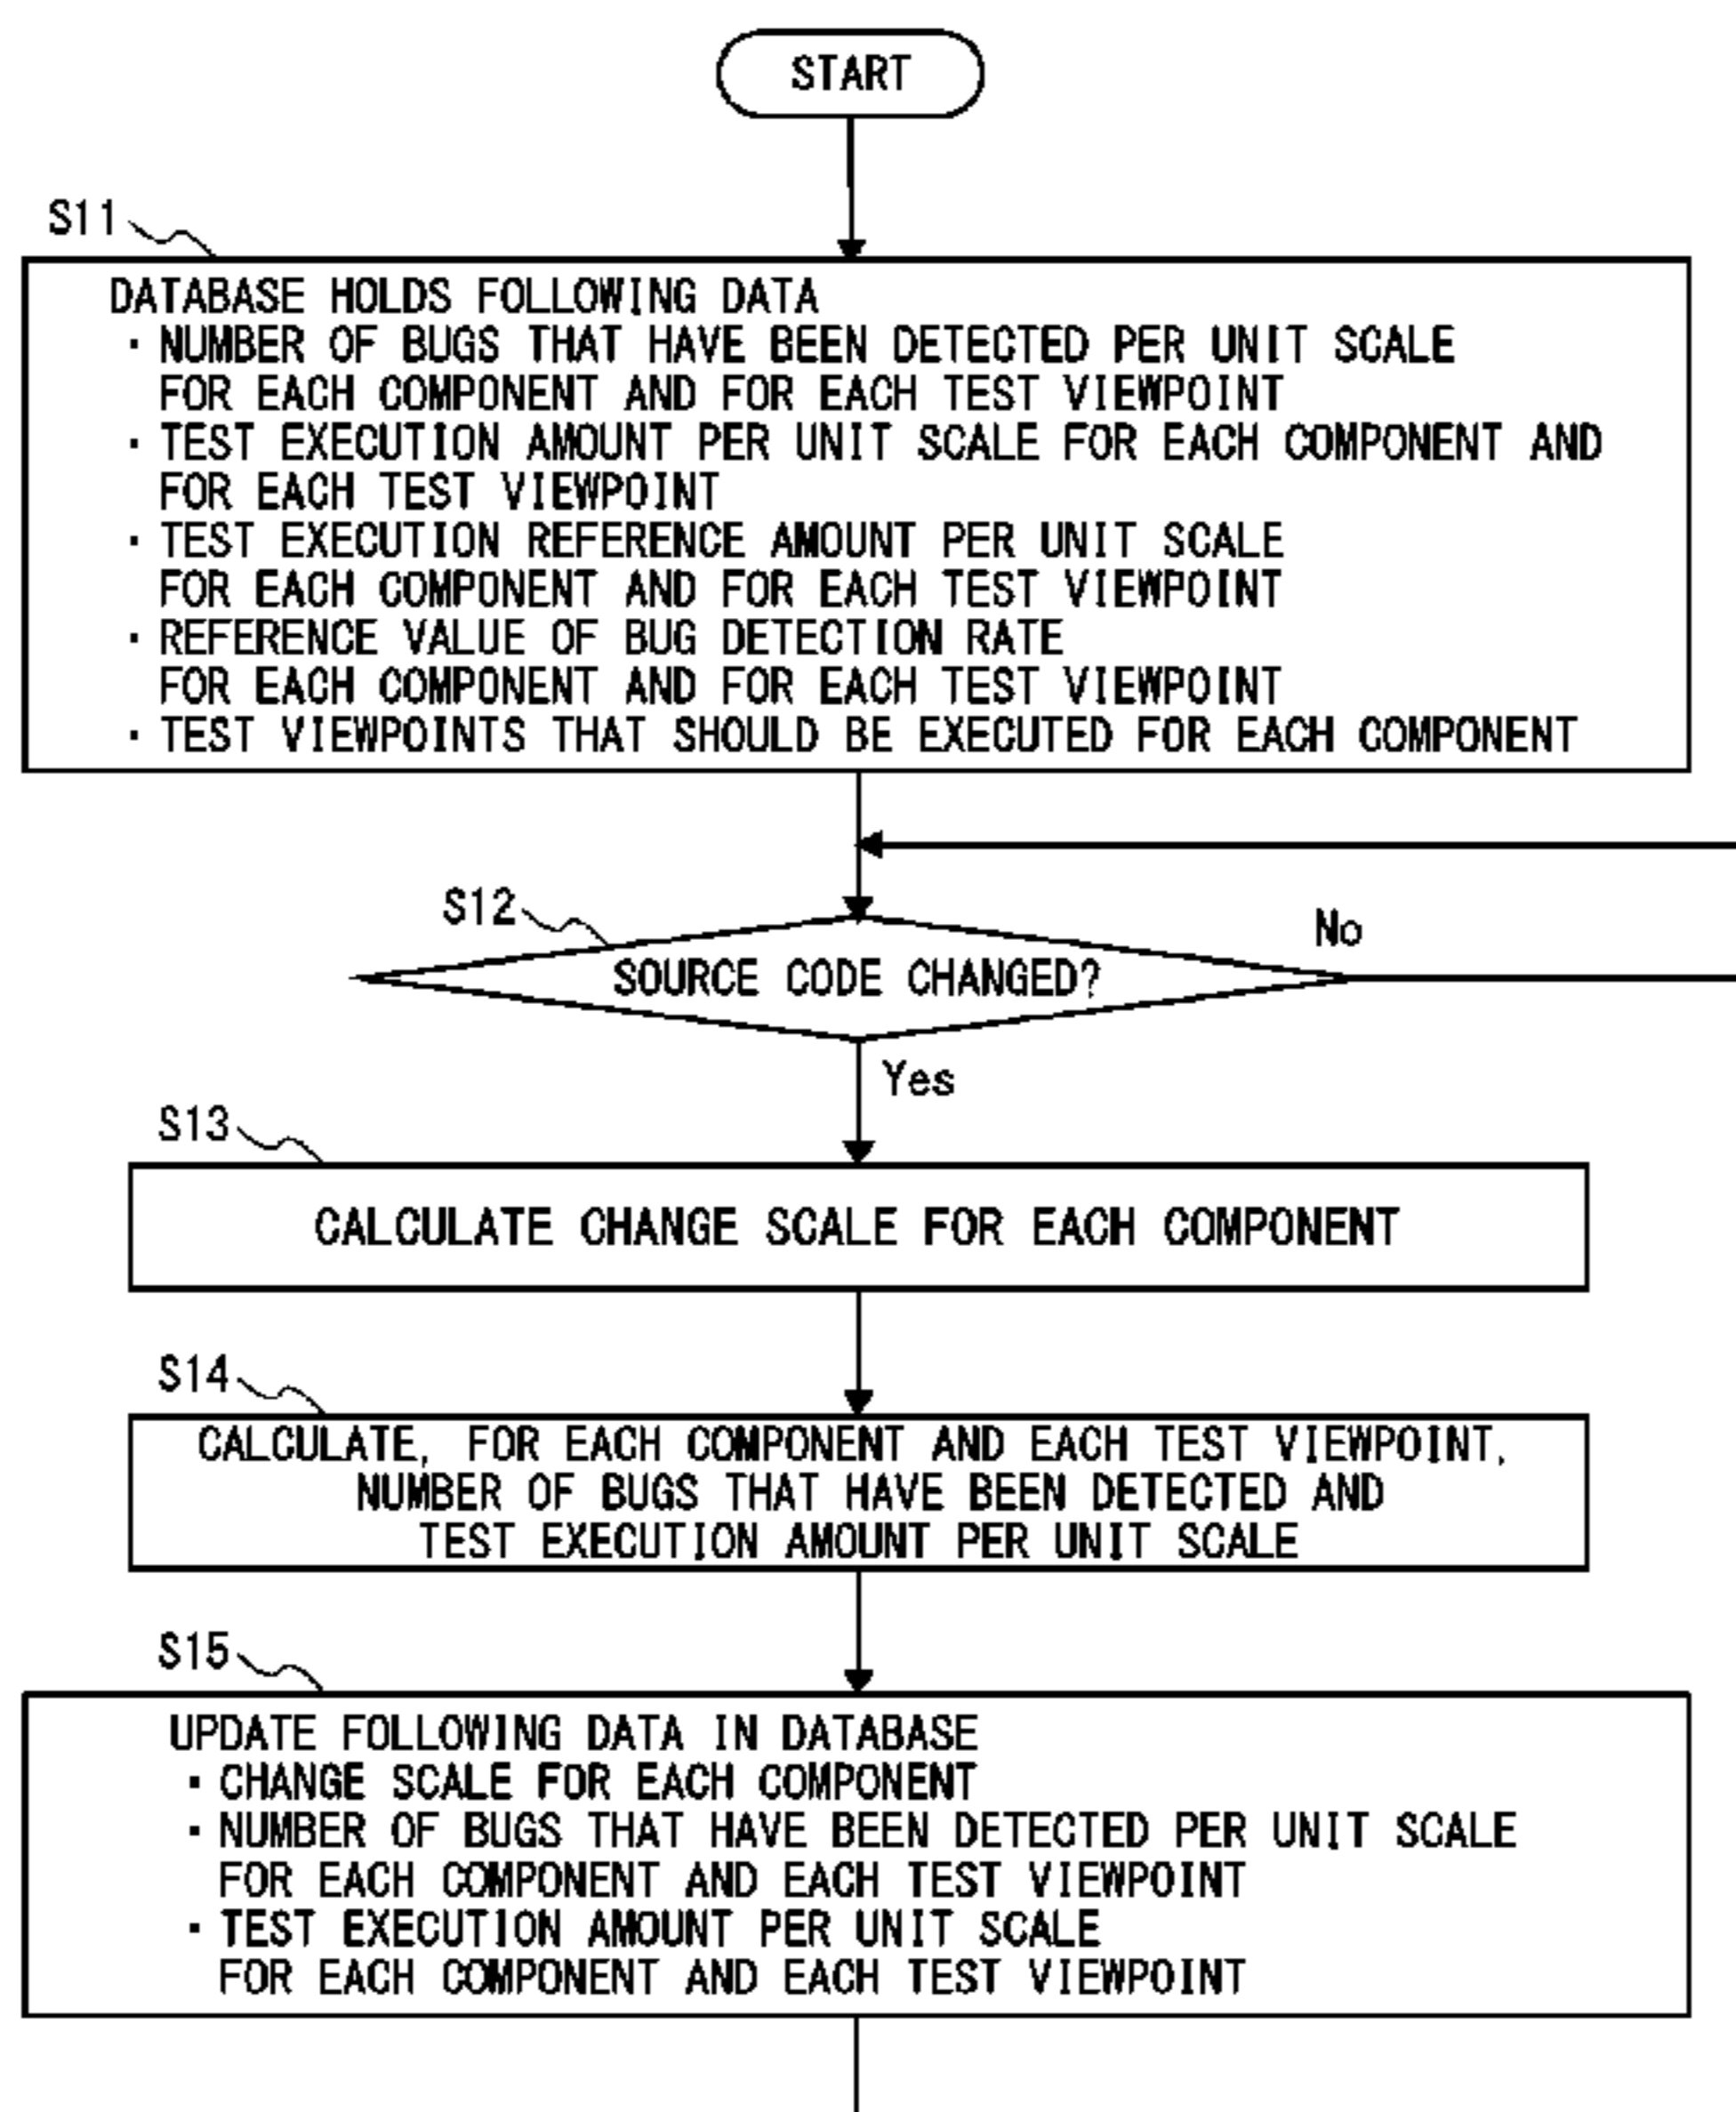 START
S11
DATABASE HOLDS FOLLOWING DATA
・NUMBER OF BUGS THAT HAVE BEEN DETECTED PER UNIT SCALE
FOR EACH COMPONENT AND FOR EACH TEST VIEWPOINT
・TEST EXECUTION AMOUNT PER UNIT SCALE FOR EACH COMPONENT AND
FOR EACH TEST VIEWPOINT
・TEST EXECUTION REFERENCE AMOUNT PER UNIT SCALE
FOR EACH COMPONENT AND FOR EACH TEST VIEWPOINT
・REFERENCE VALUE OF BUG DETECTION RATE
FOR EACH COMPONENT AND FOR EACH TEST VIEWPOINT
・TEST VIEWPOINTS THAT SHOULD BE EXECUTED FOR EACH COMPONENT
S12
No
SOURCE CODE CHANGED?
Yes
S13
CALCULATE CHANGE SCALE FOR EACH COMPONENT
S14
CALCULATE, FOR EACH COMPONENT AND EACH TEST VIEWPOINT,
NUMBER OF BUGS THAT HAVE BEEN DETECTED AND
TEST EXECUTION AMOUNT PER UNIT SCALE
S15
UPDATE FOLLOWING DATA IN DATABASE
・CHANGE SCALE FOR EACH COMPONENT
・NUMBER OF BUGS THAT HAVE BEEN DETECTED PER UNIT SCALE
FOR EACH COMPONENT AND EACH TEST VIEWPOINT
・TEST EXECUTION AMOUNT PER UNIT SCALE
FOR EACH COMPONENT AND EACH TEST VIEWPOINT